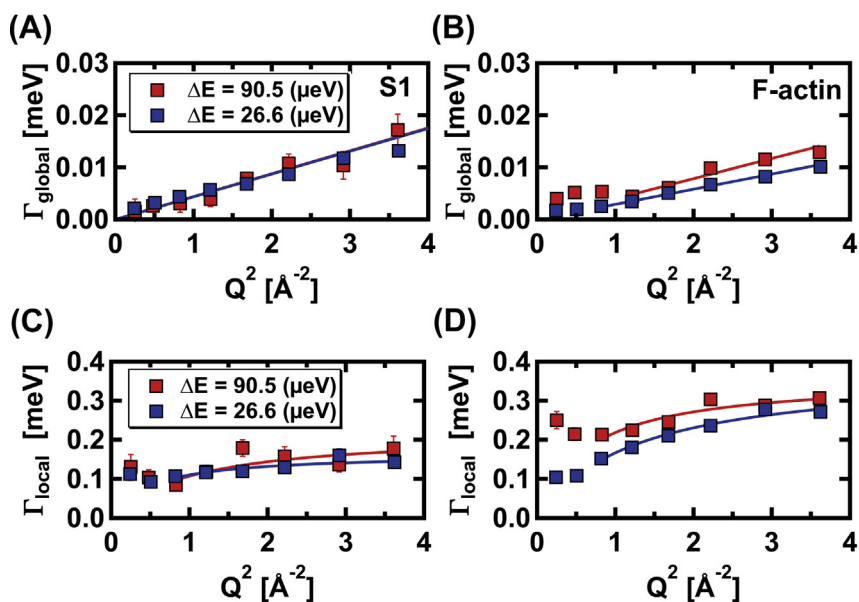 (A)
0.03
0.02
0.01
0.00
Γglobal [meV]
ΔE = 90.5 (μeV)
ΔE = 26.6 (μeV)
S1
0 1 2 3 4
Q² [Å⁻²]
(B)
0.03
0.02
0.01
0.00
Γglobal [meV]
F-actin
0 1 2 3 4
Q² [Å⁻²]
(C)
0.4
0.3
0.2
0.1
0.0
Γlocal [meV]
ΔE = 90.5 (μeV)
ΔE = 26.6 (μeV)
0 1 2 3 4
Q² [Å⁻²]
(D)
0.4
0.3
0.2
0.1
0.0
Γlocal [meV]
0 1 2 3 4
Q² [Å⁻²]